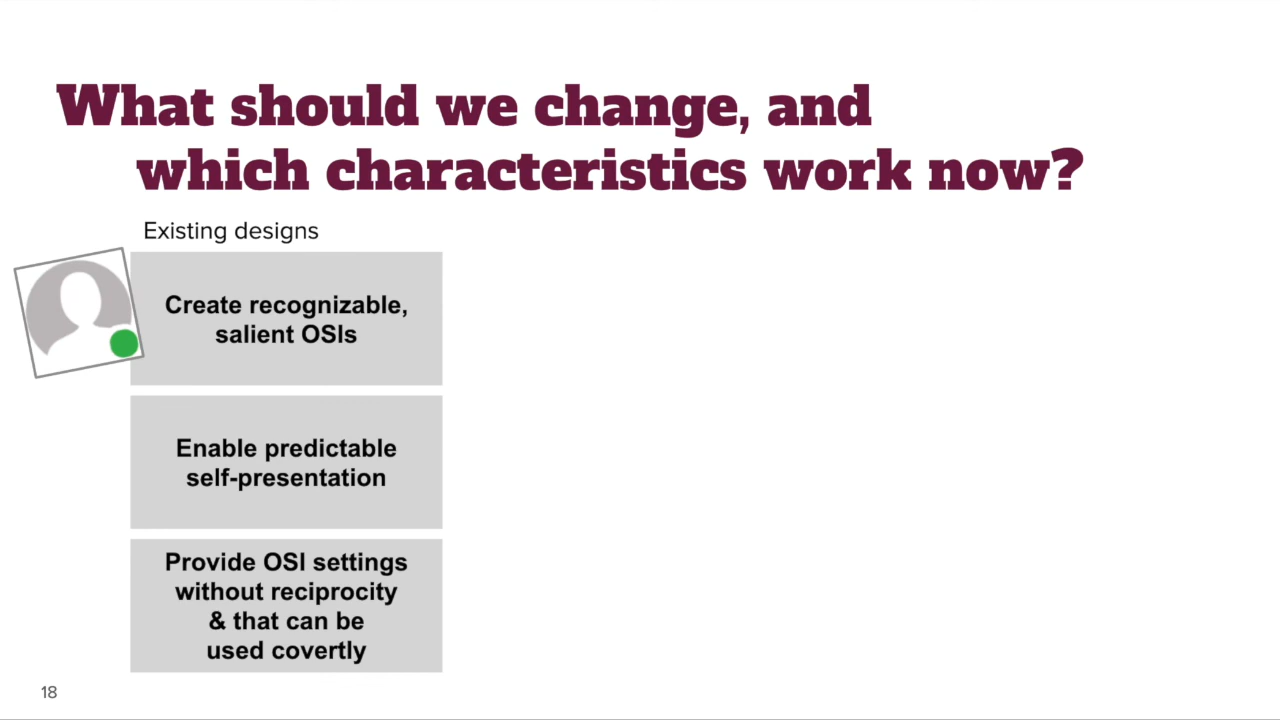 What should we change, and
which characteristics work now?
Existing designs
Create recognizable,
salient OSIs
Enable predictable
self-presentation
Provide OSI settings
without reciprocity
& that can be
used covertly
18